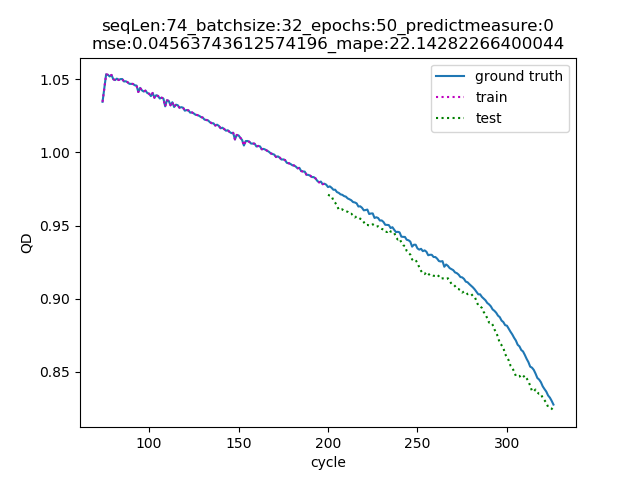 seqLen:74_batchsize:32_epochs:50_predictmeasure:0
mse:0.04563743612574196_mape:22.14282266400044
ground truth
train
test
1.05
1.00
0.95
0.90
0.85
QD
100
150
200
250
300
cycle